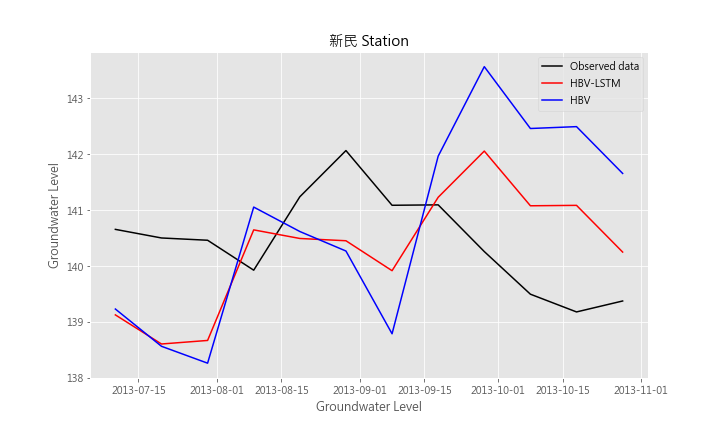 新民 Station
Observed data
HBV-LSTM
HBV
Groundwater Level
143
142
141
140
139
138
2013-07-15
2013-08-01
2013-08-15
2013-09-01
2013-09-15
2013-10-01
2013-10-15
2013-11-01
Groundwater Level